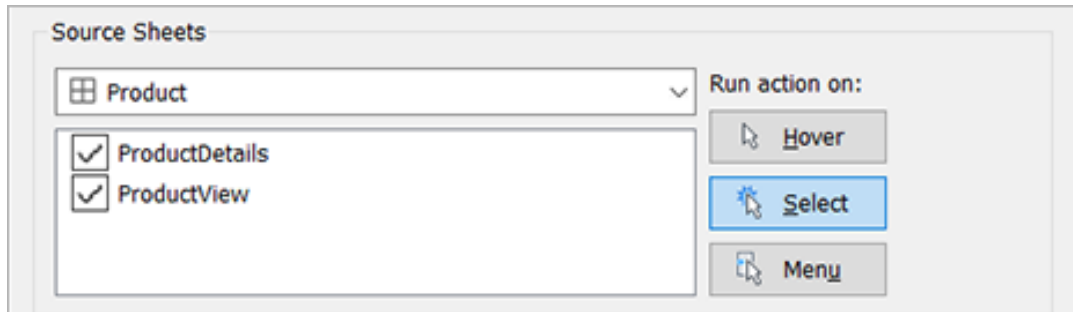 Source Sheets
Product
Run action on:
ProductDetails
ProductView
Hover
Select
Menu